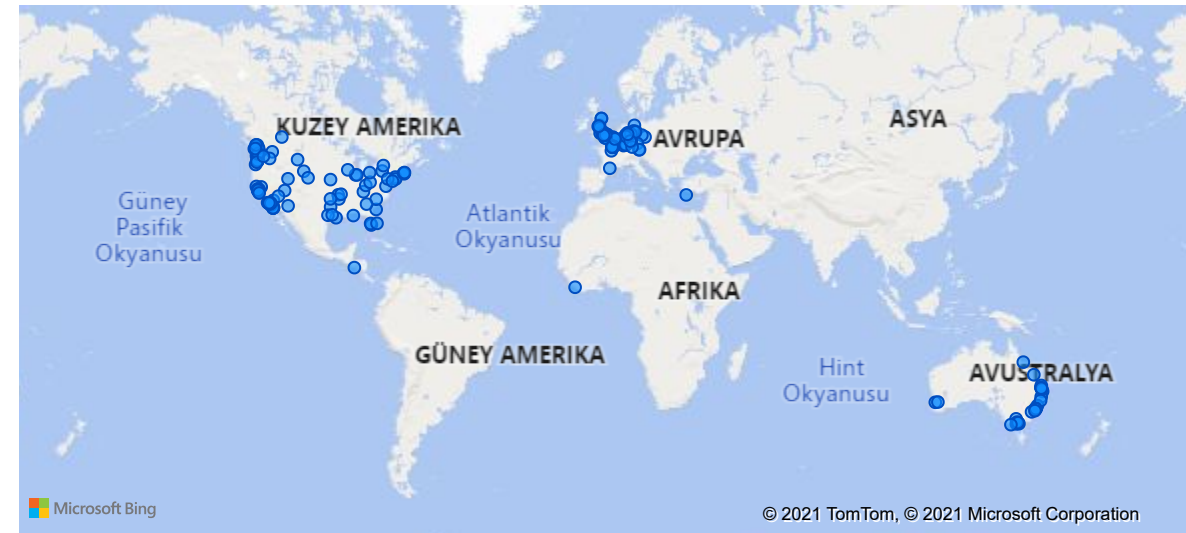 KUZEY AMERIKA
ASYA
AVRUPA
Güney
Pasifik
Okyanusu
Atlantik
Okyanusu
AFRIKA
GÜNEY AMERIKA
Hint
Okyanusu
AVUSTRALYA
Microsoft Bing
© 2021 TomTom, © 2021 Microsoft Corporation